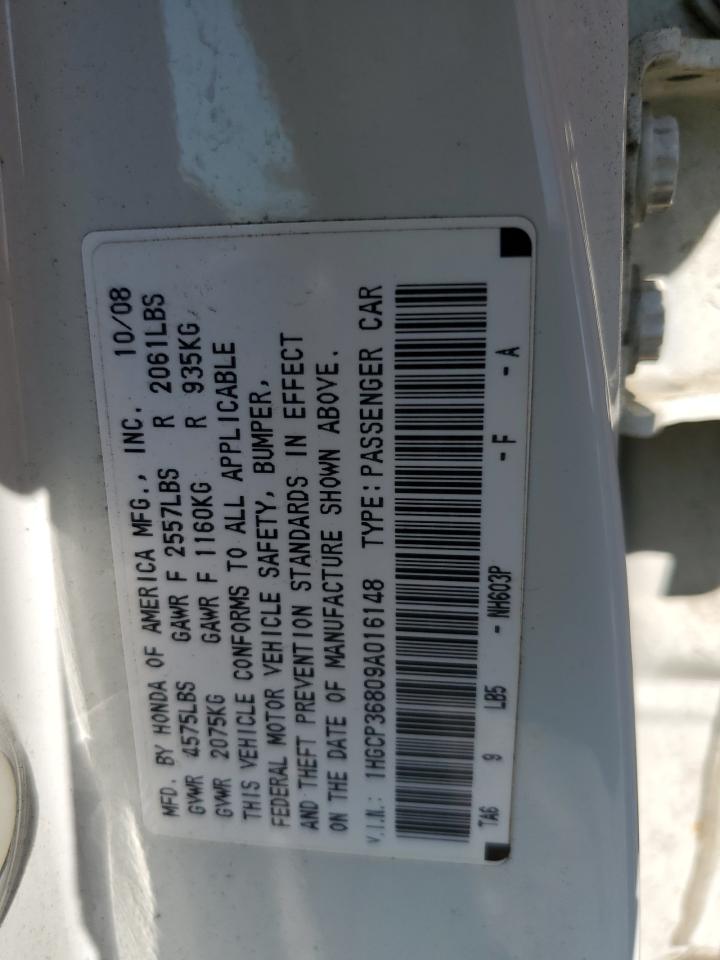 MFD. BY HONDA OF AMERICA MFG., INC. 10/08
GVWR 4575LBS GAWR F 2557LBS R 2061LBS
GVWR 2075KG GAWR F 1160KG R 935KG
THIS VEHICLE CONFORMS TO ALL APPLICABLE
FEDERAL MOTOR VEHICLE SAFETY, BUMPER,
AND THEFT PREVENTION STANDARDS IN EFFECT
ON THE DATE OF MANUFACTURE SHOWN ABOVE.
V.I.N.: 1HGCP36809A016148 TYPE:PASSENGER CAR
TA6 9 LB5 - NH603P - F - A